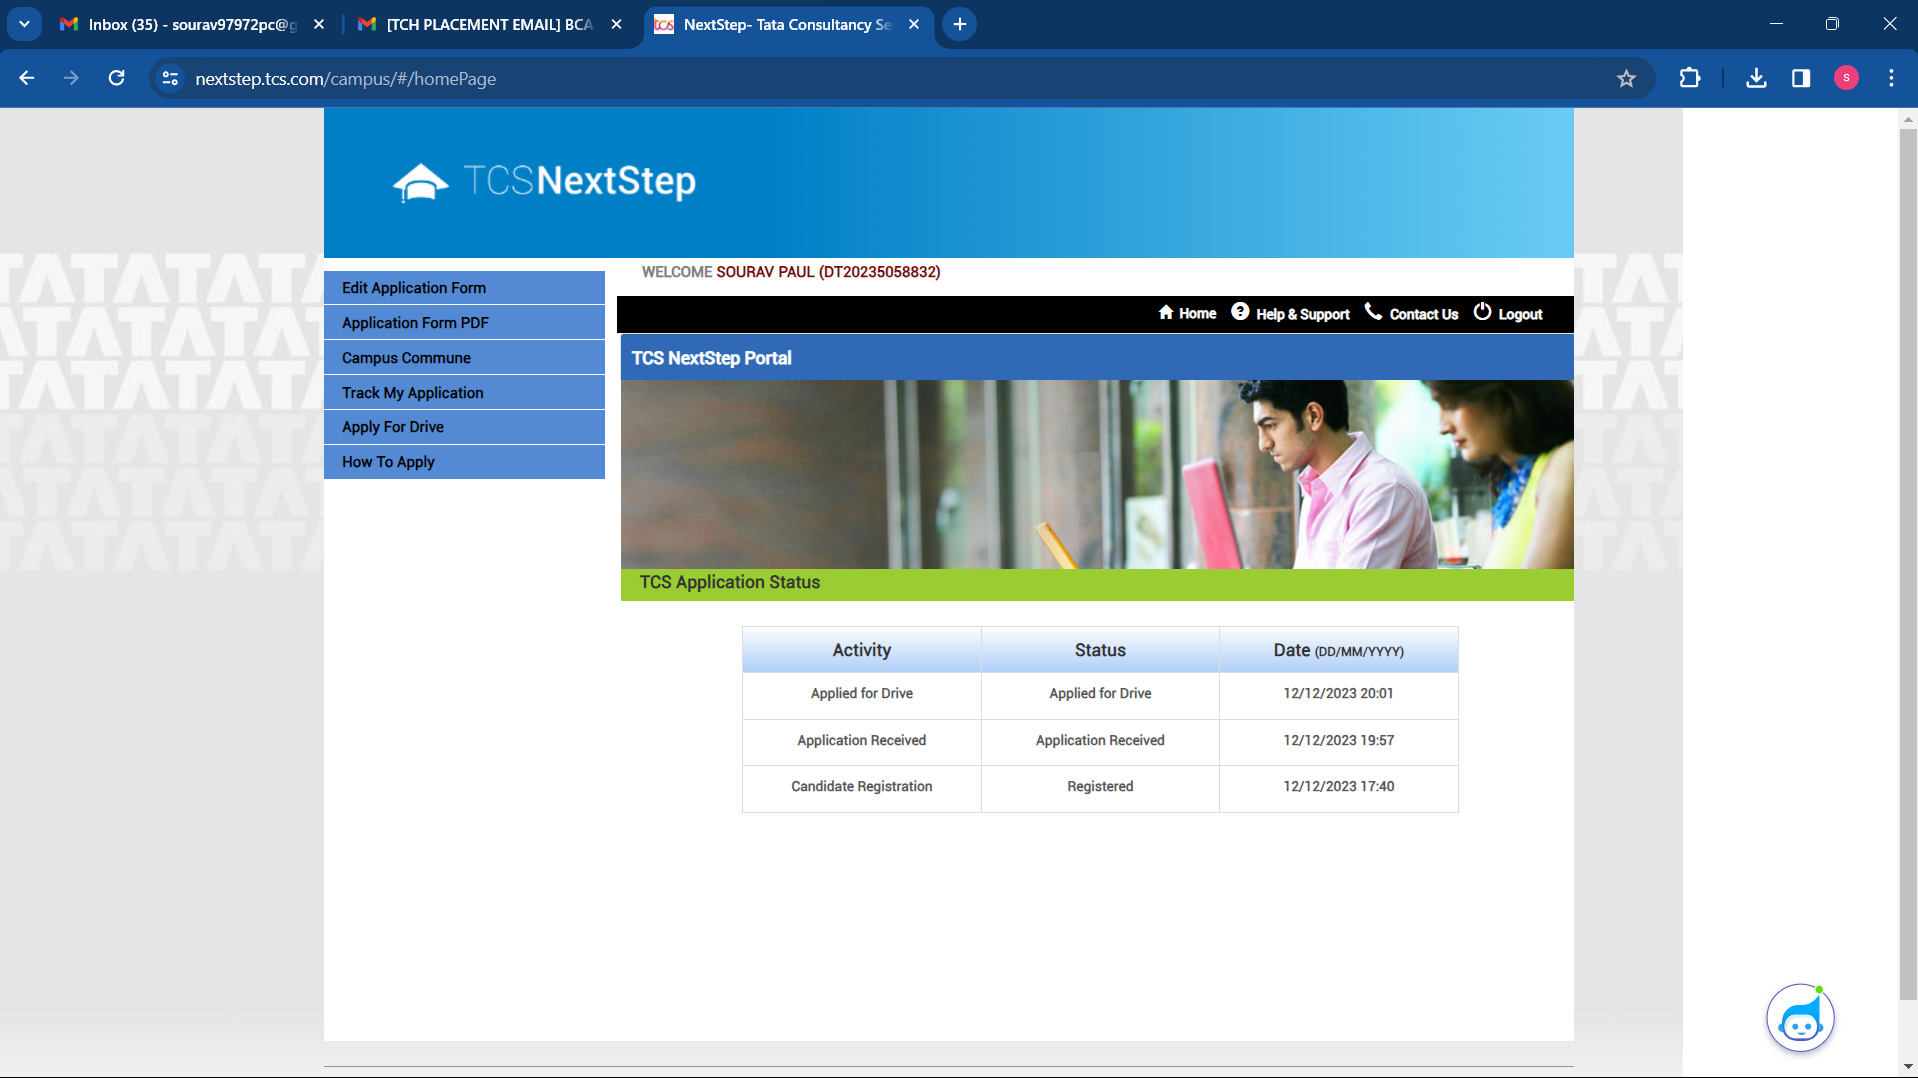 Inbox (35) - sourav97972pc@g
[TCH PLACEMENT EMAIL] BCA
tcs NextStep- Tata Consultancy Se
nextstep.tcs.com/campus/#/homePage
S
TCSNextStep
WELCOME SOURAV PAUL (DT20235058832)
Edit Application Form
Application Form PDF
Campus Commune
Track My Application
Apply For Drive
How To Apply
Home ? Help & Support Contact Us Logout
TCS NextStep Portal
TCS Application Status
Activity Status Date (DD/MM/YYYY)
Applied for Drive Applied for Drive 12/12/2023 20:01
Application Received Application Received 12/12/2023 19:57
Candidate Registration Registered 12/12/2023 17:40